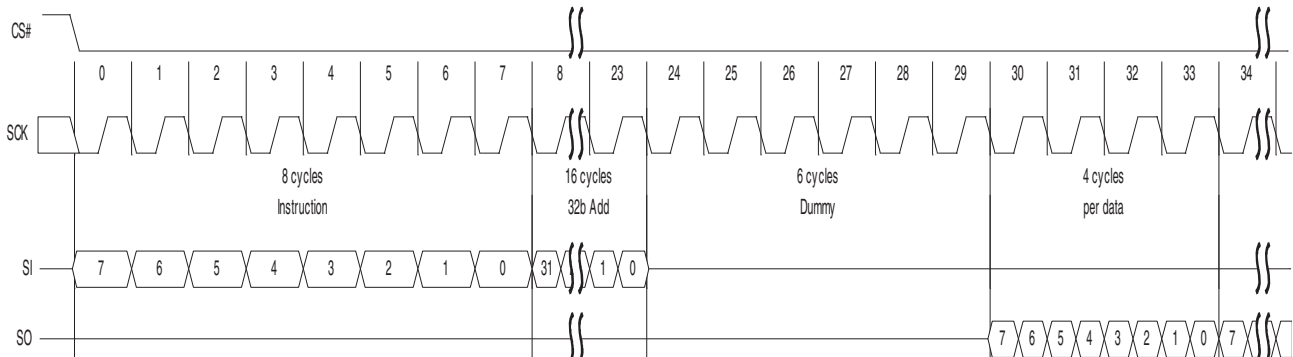 CS#
0 1 2 3 4 5 6 7 8 23 24 25 26 27 28 29 30 31 32 33 34
SCK
8 cycles 16 cycles 6 cycles 4 cycles
Instruction 32b Add Dummy per data
SI 7 6 5 4 3 2 1 0 31 1 0
SO 7 6 5 4 3 2 1 0 7